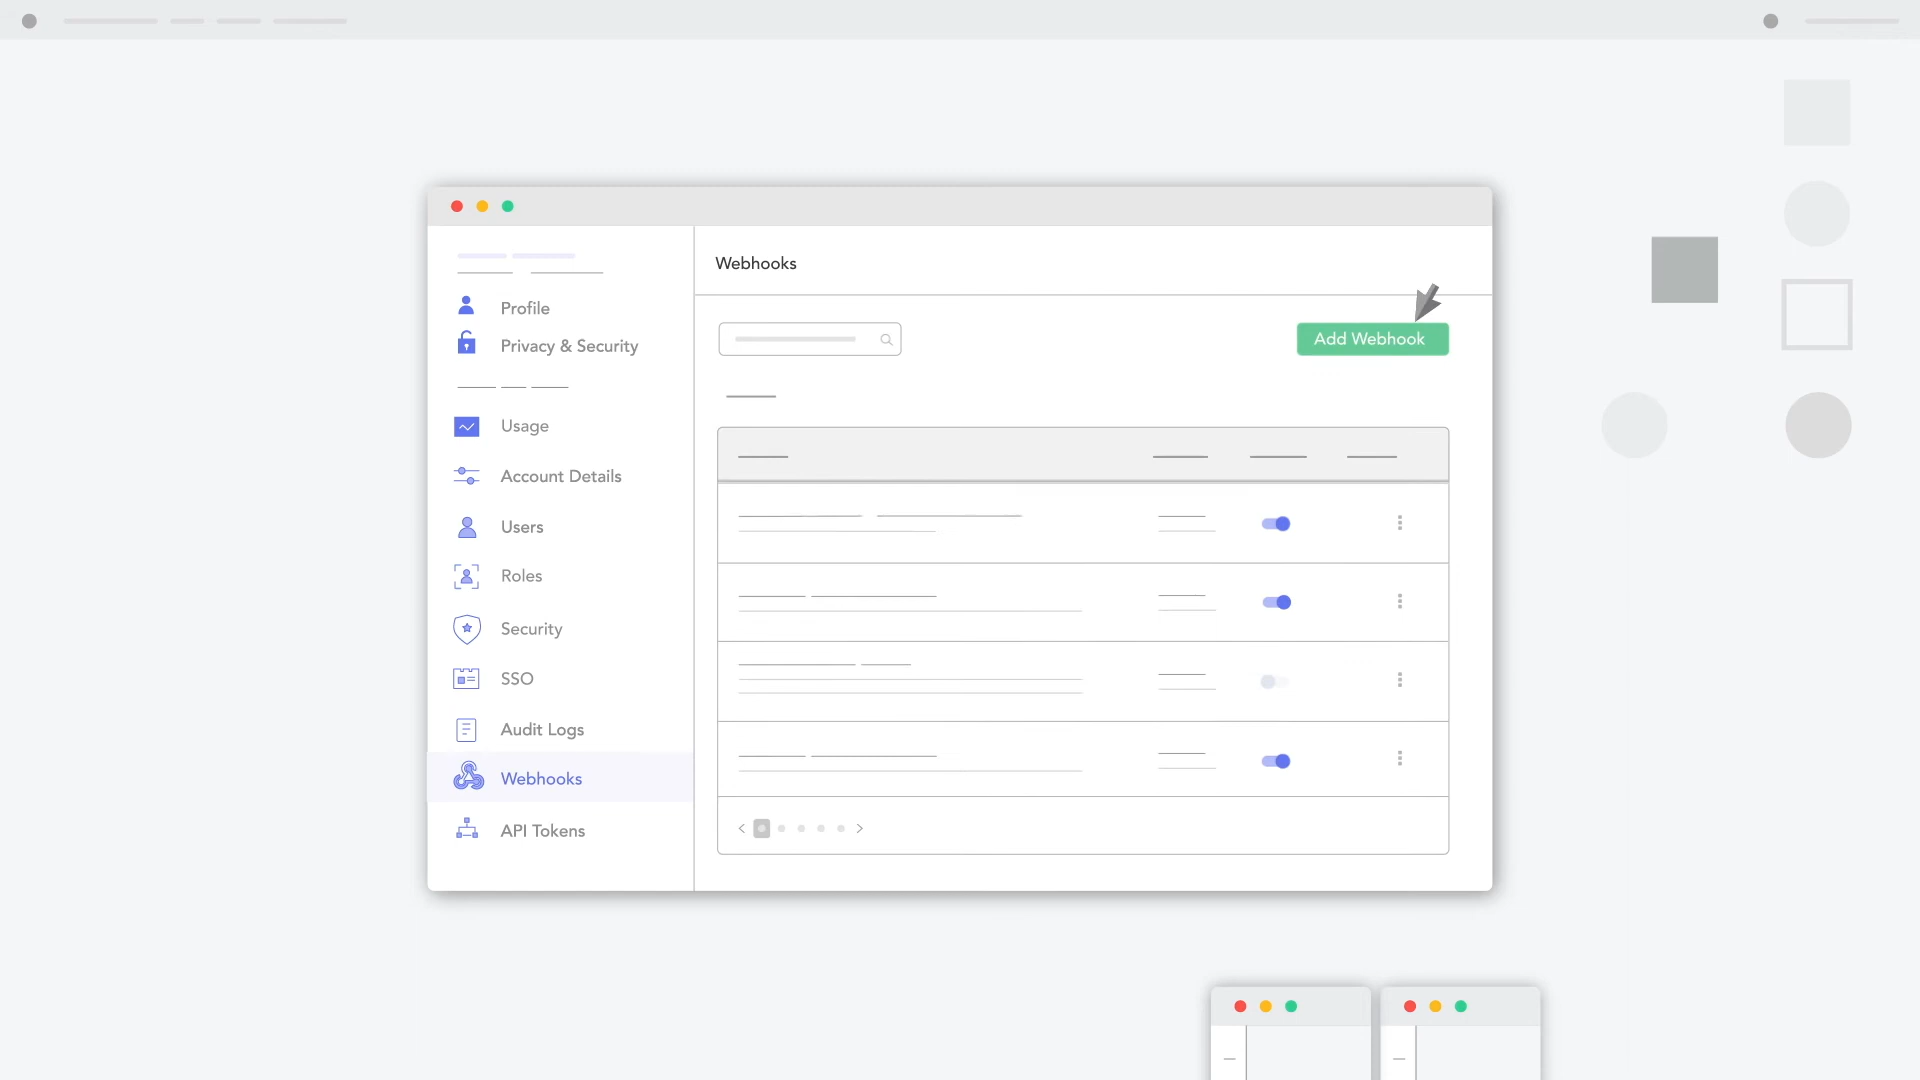 Webhooks
Profile
Privacy & Security
Add Webhook
Usage
Account Details
Users
Roles
Security
SSO
Audit Logs
Webhooks
API Tokens